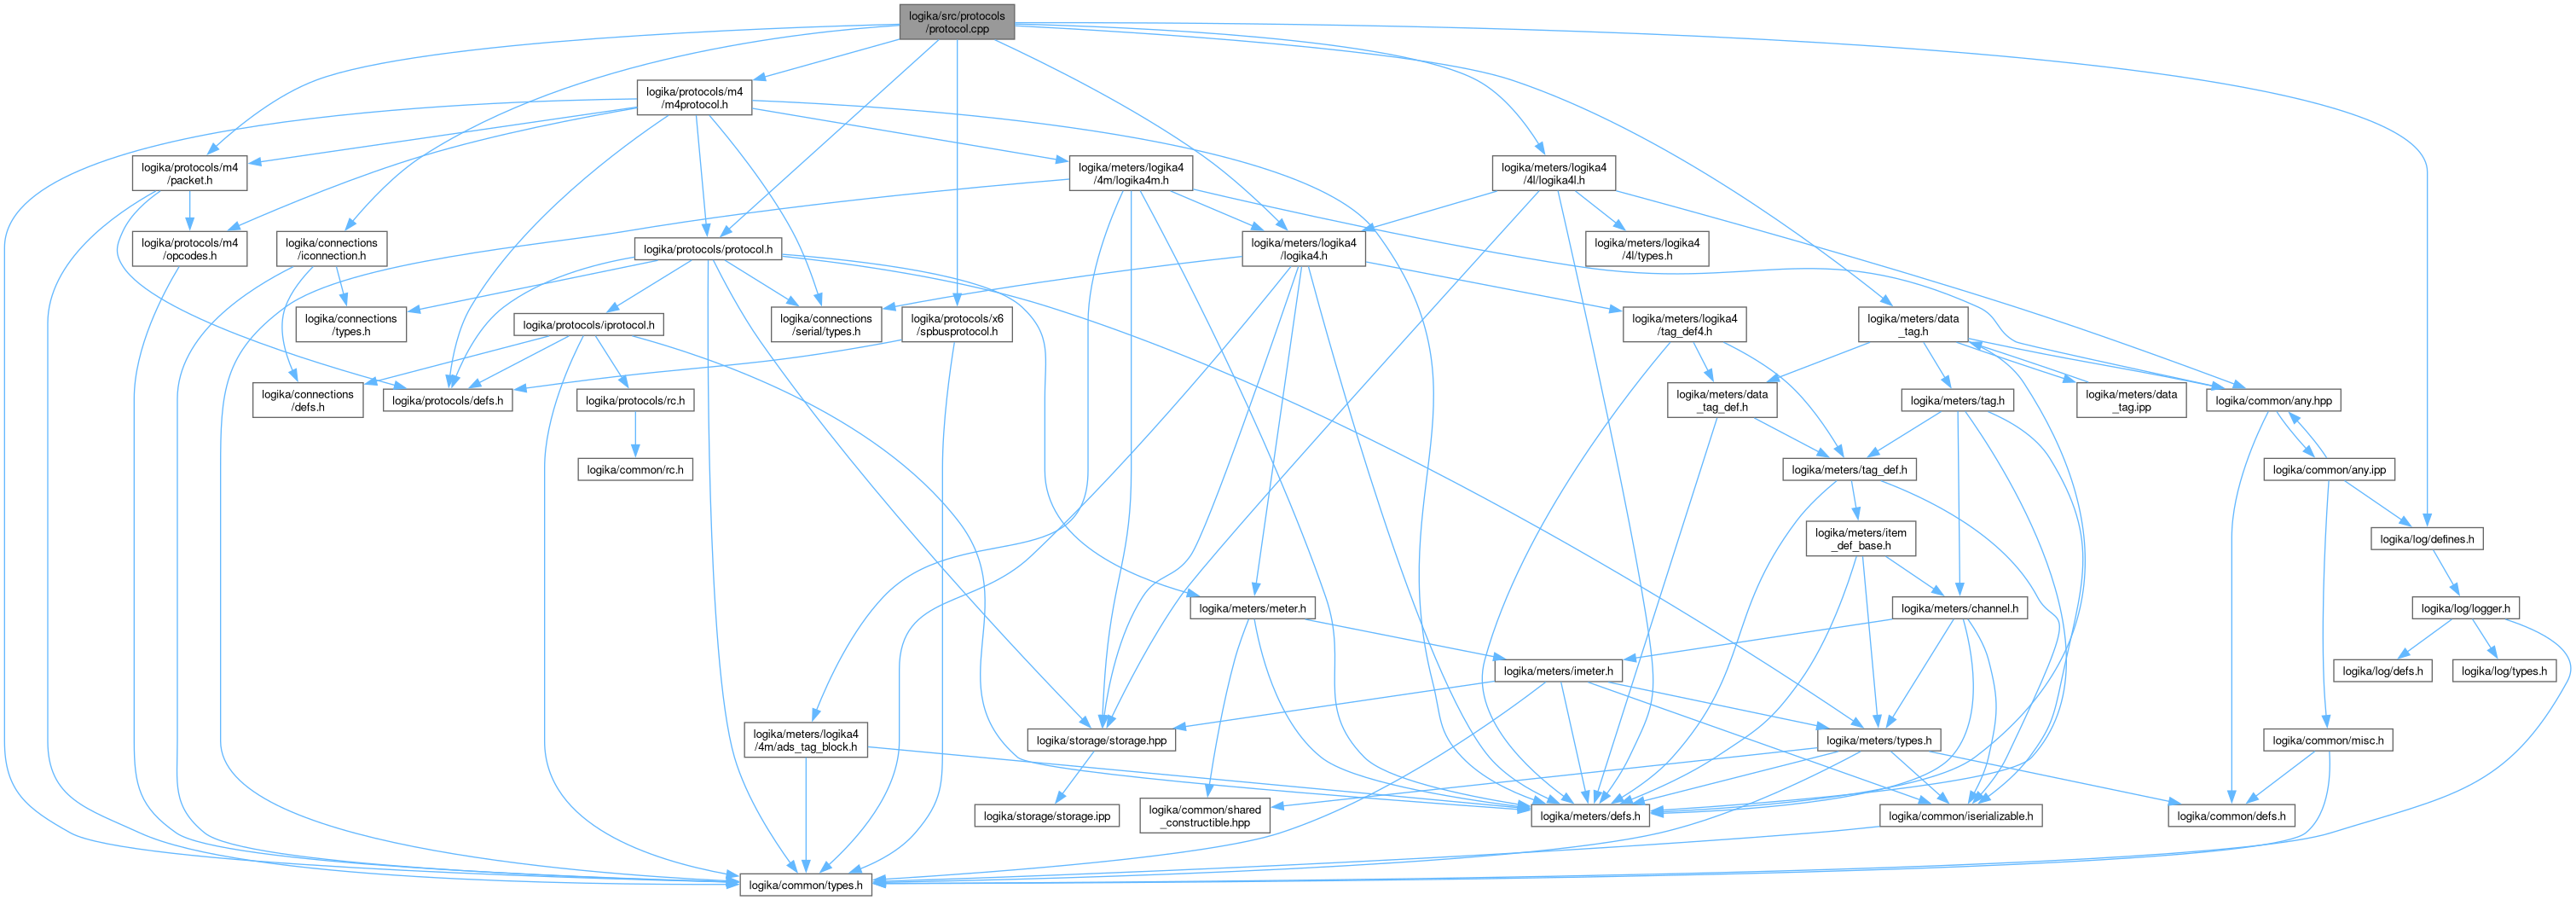 logika/src/protocols
/protocol.cpp
logika/protocols/m4
/m4protocol.h
logika/protocols/m4
/packet.h
logika/meters/logika4
/4m/logika4m.h
logika/meters/logika4
/4l/logika4l.h
logika/protocols/m4
/opcodes.h
logika/connections
/iconnection.h
logika/protocols/protocol.h
logika/meters/logika4
/logika4.h
logika/meters/logika4
/4l/types.h
logika/connections
/types.h
logika/protocols/iprotocol.h
logika/connections
/serial/types.h
logika/protocols/x6
/spbusprotocol.h
logika/meters/logika4
/tag_def4.h
logika/meters/data
_tag.h
logika/connections
/defs.h
logika/protocols/defs.h
logika/protocols/rc.h
logika/meters/data
_tag_def.h
logika/meters/tag.h
logika/meters/data
_tag.ipp
logika/common/any.hpp
logika/common/rc.h
logika/meters/tag_def.h
logika/common/any.ipp
logika/meters/item
_def_base.h
logika/log/defines.h
logika/meters/meter.h
logika/meters/channel.h
logika/log/logger.h
logika/meters/imeter.h
logika/log/defs.h
logika/log/types.h
logika/meters/logika4
/4m/ads_tag_block.h
logika/storage/storage.hpp
logika/meters/types.h
logika/common/misc.h
logika/storage/storage.ipp
logika/common/shared
_constructible.hpp
logika/meters/defs.h
logika/common/iserializable.h
logika/common/defs.h
logika/common/types.h